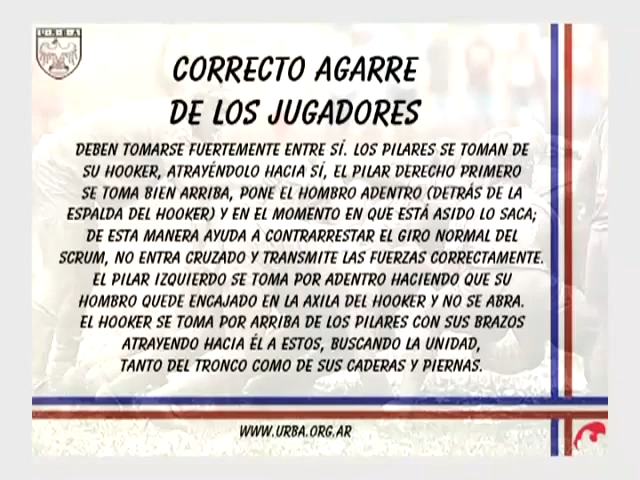 U.R.B.A
CORRECTO AGARRE
DE LOS JUGADORES
DEBEN TOMARSE FUERTEMENTE ENTRE SÍ. LOS PILARES SE TOMAN DE
SU HOOKER, ATRAYÉNDOLO HACIA SÍ, EL PILAR DERECHO PRIMERO
SE TOMA BIEN ARRIBA, PONE EL HOMBRO ADENTRO (DETRÁS DE LA
ESPALDA DEL HOOKER) Y EN EL MOMENTO EN QUE ESTÁ ASIDO LO SACA;
DE ESTA MANERA AYUDA A CONTRARRESTAR EL GIRO NORMAL DEL
SCRUM, NO ENTRA CRUZADO Y TRANSMITE LAS FUERZAS CORRECTAMENTE.
EL PILAR IZQUIERDO SE TOMA POR ADENTRO HACIENDO QUE SU
HOMBRO QUEDE ENCAJADO EN LA AXILA DEL HOOKER Y NO SE ABRA.
EL HOOKER SE TOMA POR ARRIBA DE LOS PILARES CON SUS BRAZOS
ATRAYENDO HACIA ÉL A ESTOS, BUSCANDO LA UNIDAD,
TANTO DEL TRONCO COMO DE SUS CADERAS Y PIERNAS.
WWW.URBA.ORG.AR